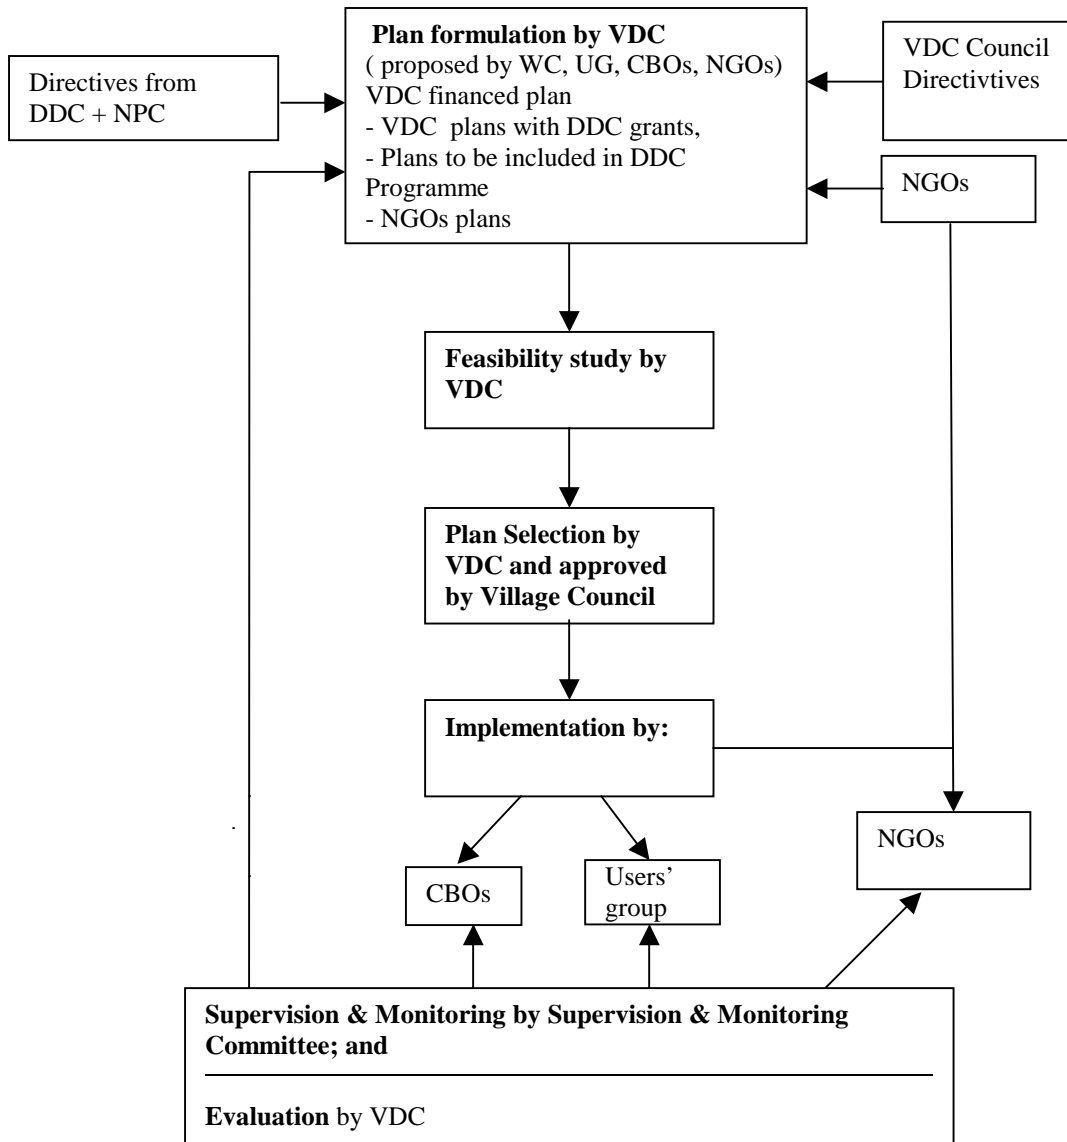 Plan formulation by VDC
( proposed by WC, UG, CBOs, NGOs)
VDC financed plan
- VDC plans with DDC grants,
- Plans to be included in DDC
Programme
- NGOs plans
Directives from
DDC + NPC
VDC Council
Directivtives
NGOs
Feasibility study by
VDC
Plan Selection by
VDC and approved
by Village Council
Implementation by:
NGOs
CBOs
Users’
group
Supervision & Monitoring by Supervision & Monitoring
Committee; and
Evaluation by VDC